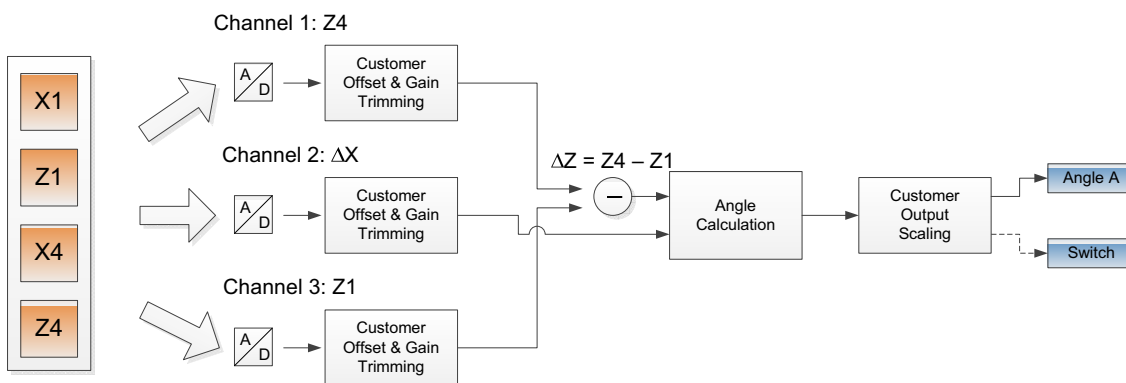 Channel 1: Z4
A
D
Customer
Offset & Gain
Trimming
X1
Z1
X4
Z4
Channel 2: ΔX
A
D
Customer
Offset & Gain
Trimming
ΔZ = Z4 – Z1
–
Angle
Calculation
Customer
Output
Scaling
Angle A
Switch
Channel 3: Z1
A
D
Customer
Offset & Gain
Trimming